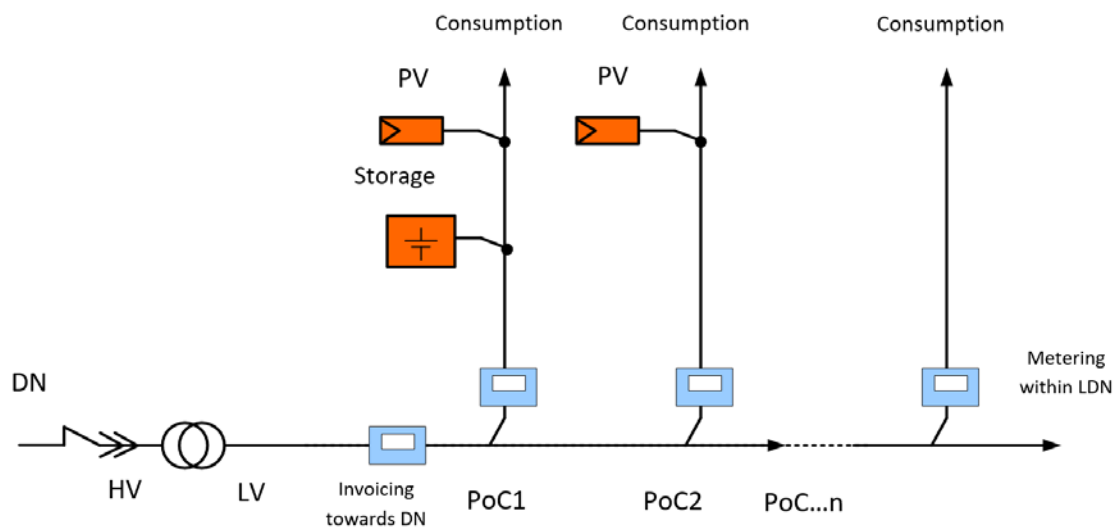 Consumption
Consumption
Consumption
PV
PV
Storage
Metering
within LDN
DN
HV
LV
Invoicing
towards DN
PoC1
PoC2
PoC...n